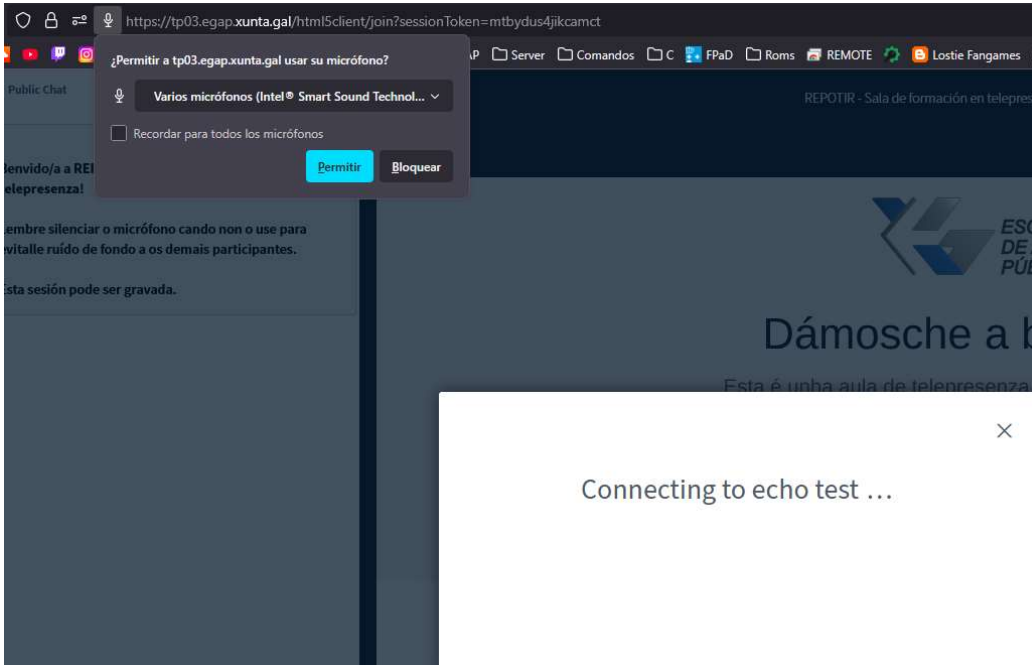 https://tp03.egap.xunta.gal/html5client/join?sessionToken=mtbydus4jikcamct
Server Comandos C FPaD Roms REMOTE Lostie Fangames
¿Permitir a tp03.egap.xunta.gal usar su micrófono?
Varios micrófonos (Intel® Smart Sound Technol...
Recordar para todos los micrófonos
Permitir Bloquear
Public Chat
REPOTIR - Sala de formación en telepres
envido/a a REI
elepresenza!
embre silenciar o micrófono cando non o use para
evitalle ruído de fondo a os demais participantes.
Esta sesión pode ser gravada.
ESC
DE
PÚB
Dámosche a b
Esta é unha aula de telepresenza
Connecting to echo test …